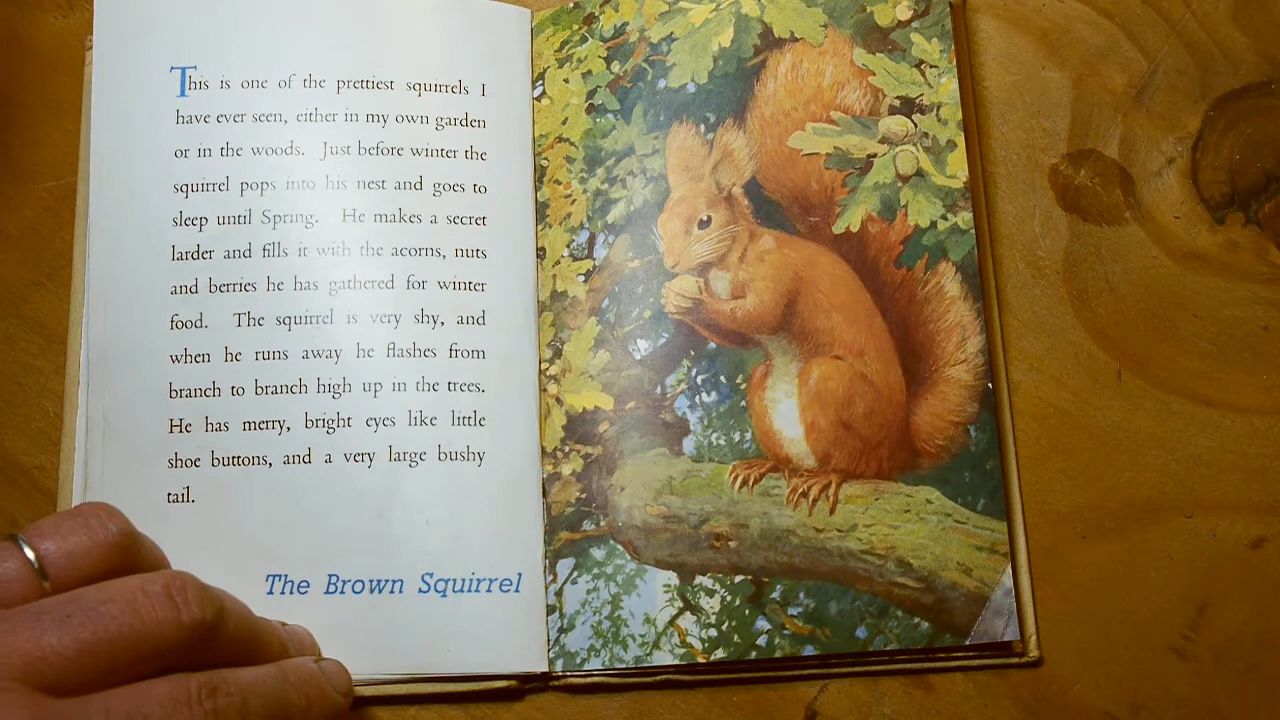 This is one of the prettiest squirrels I
have ever seen, either in my own garden
or in the woods. Just before winter the
squirrel pops into his nest and goes to
sleep until Spring. He makes a secret
larder and fills it with the acorns, nuts
and berries he has gathered for winter
food. The squirrel is very shy, and
when he runs away he flashes from
branch to branch high up in the trees.
He has merry, bright eyes like little
shoe buttons, and a very large bushy
tail.
The Brown Squirrel